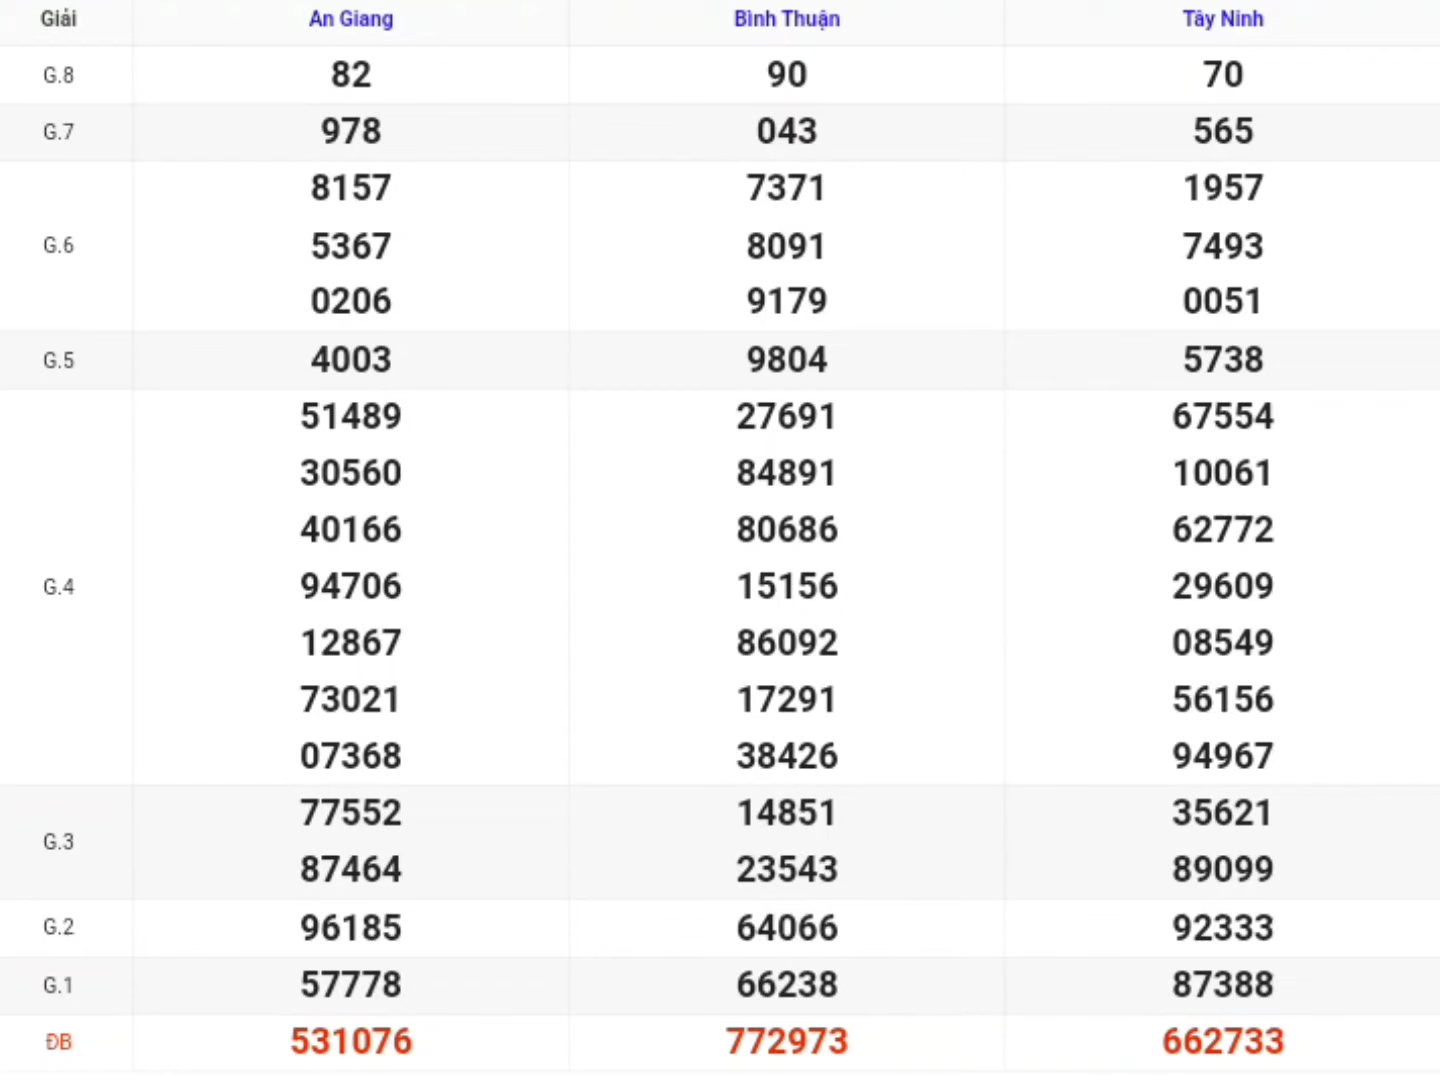 Giải An Giang Bình Thuận Tây Ninh
G.8 82 90 70
G.7 978 043 565
8157 7371 1957
G.6 5367 8091 7493
0206 9179 0051
G.5 4003 9804 5738
51489 27691 67554
30560 84891 10061
40166 80686 62772
G.4 94706 15156 29609
12867 86092 08549
73021 17291 56156
07368 38426 94967
77552 14851 35621
G.3
87464 23543 89099
G.2 96185 64066 92333
G.1 57778 66238 87388
ĐB 531076 772973 662733